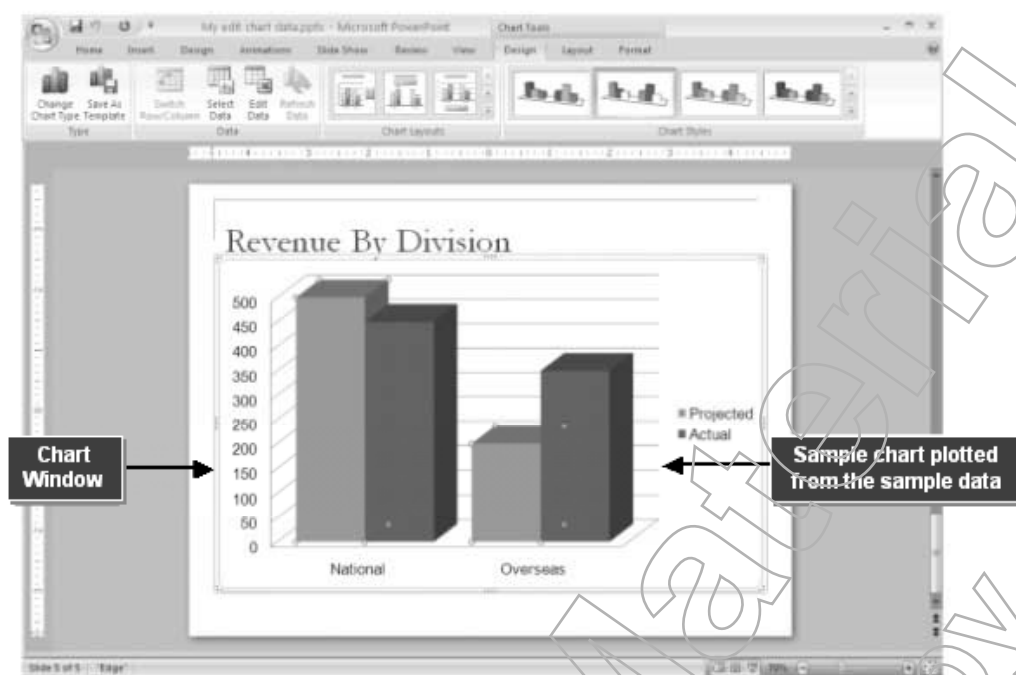 My edit chart data.pptx - Microsoft PowerPoint
Chart Tools
Home Insert Design Animations Slide Show Review View Design Layout Format
Change Chart Type
Save As Template
Switch Row/Column
Select Data
Edit Data
Refresh Data
Type
Data
Chart Layouts
Chart Styles
Revenue By Division
500
450
400
350
300
250
200
150
100
50
0
National
Overseas
Projected
Actual
Chart
Window
Sample chart plotted
from the sample data
Slide 5 of 5
"Edge"
70%
Material
by